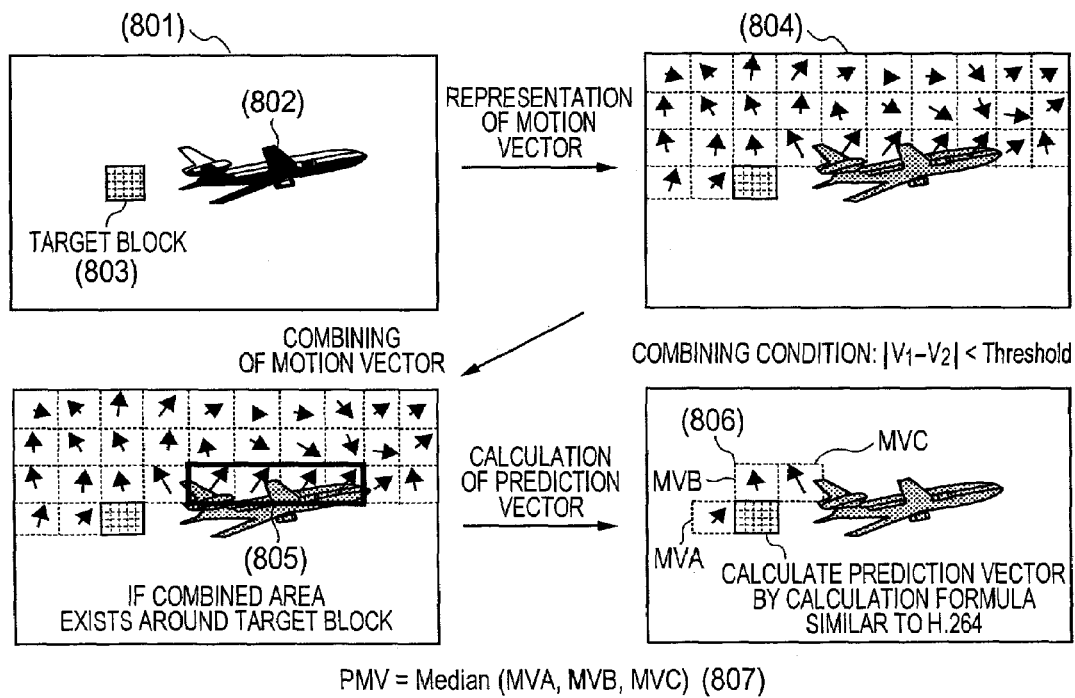 (801)
(802)
TARGET BLOCK
(803)
REPRESENTATION
OF MOTION
VECTOR
(804)
COMBINING
OF MOTION VECTOR
COMBINING CONDITION: |V1-V2| < Threshold
(805)
IF COMBINED AREA
EXISTS AROUND TARGET BLOCK
CALCULATION
OF PREDICTION
VECTOR
(806)
MVC
MVB
MVA
CALCULATE PREDICTION VECTOR
BY CALCULATION FORMULA
SIMILAR TO H.264
PMV = Median (MVA, MVB, MVC) (807)